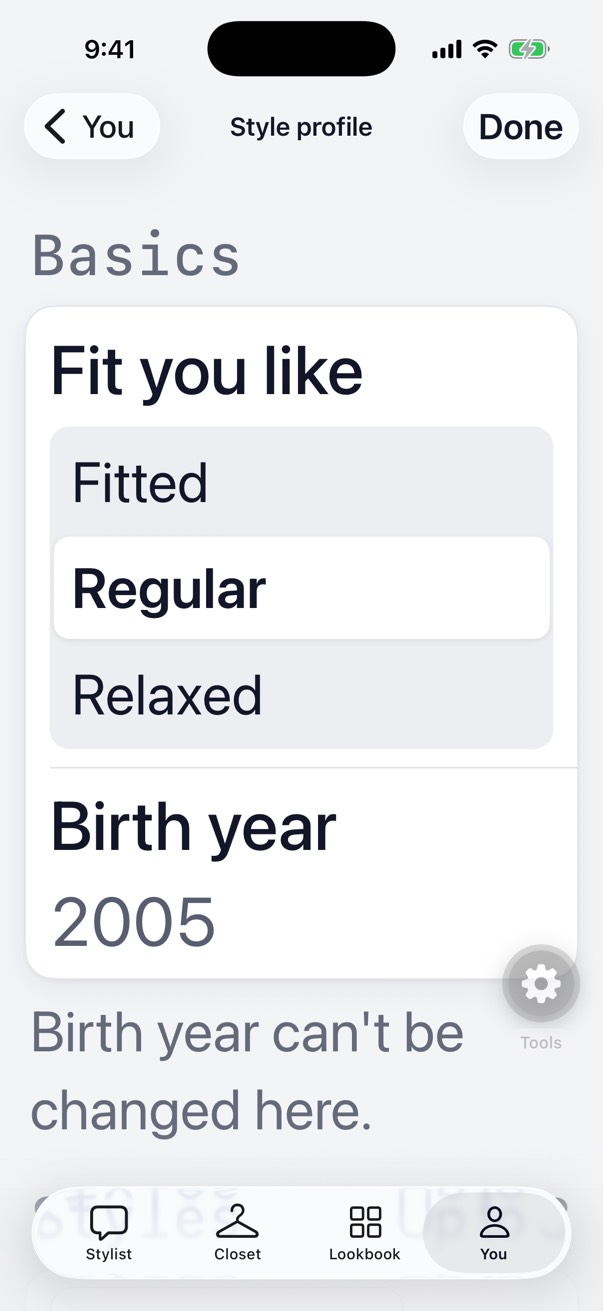 9:41
You
Style profile
Done
Basics
Fit you like
Fitted
Regular
Relaxed
Birth year
2005
Birth year can't be
changed here.
Tools
Stylist
Closet
Lookbook
You